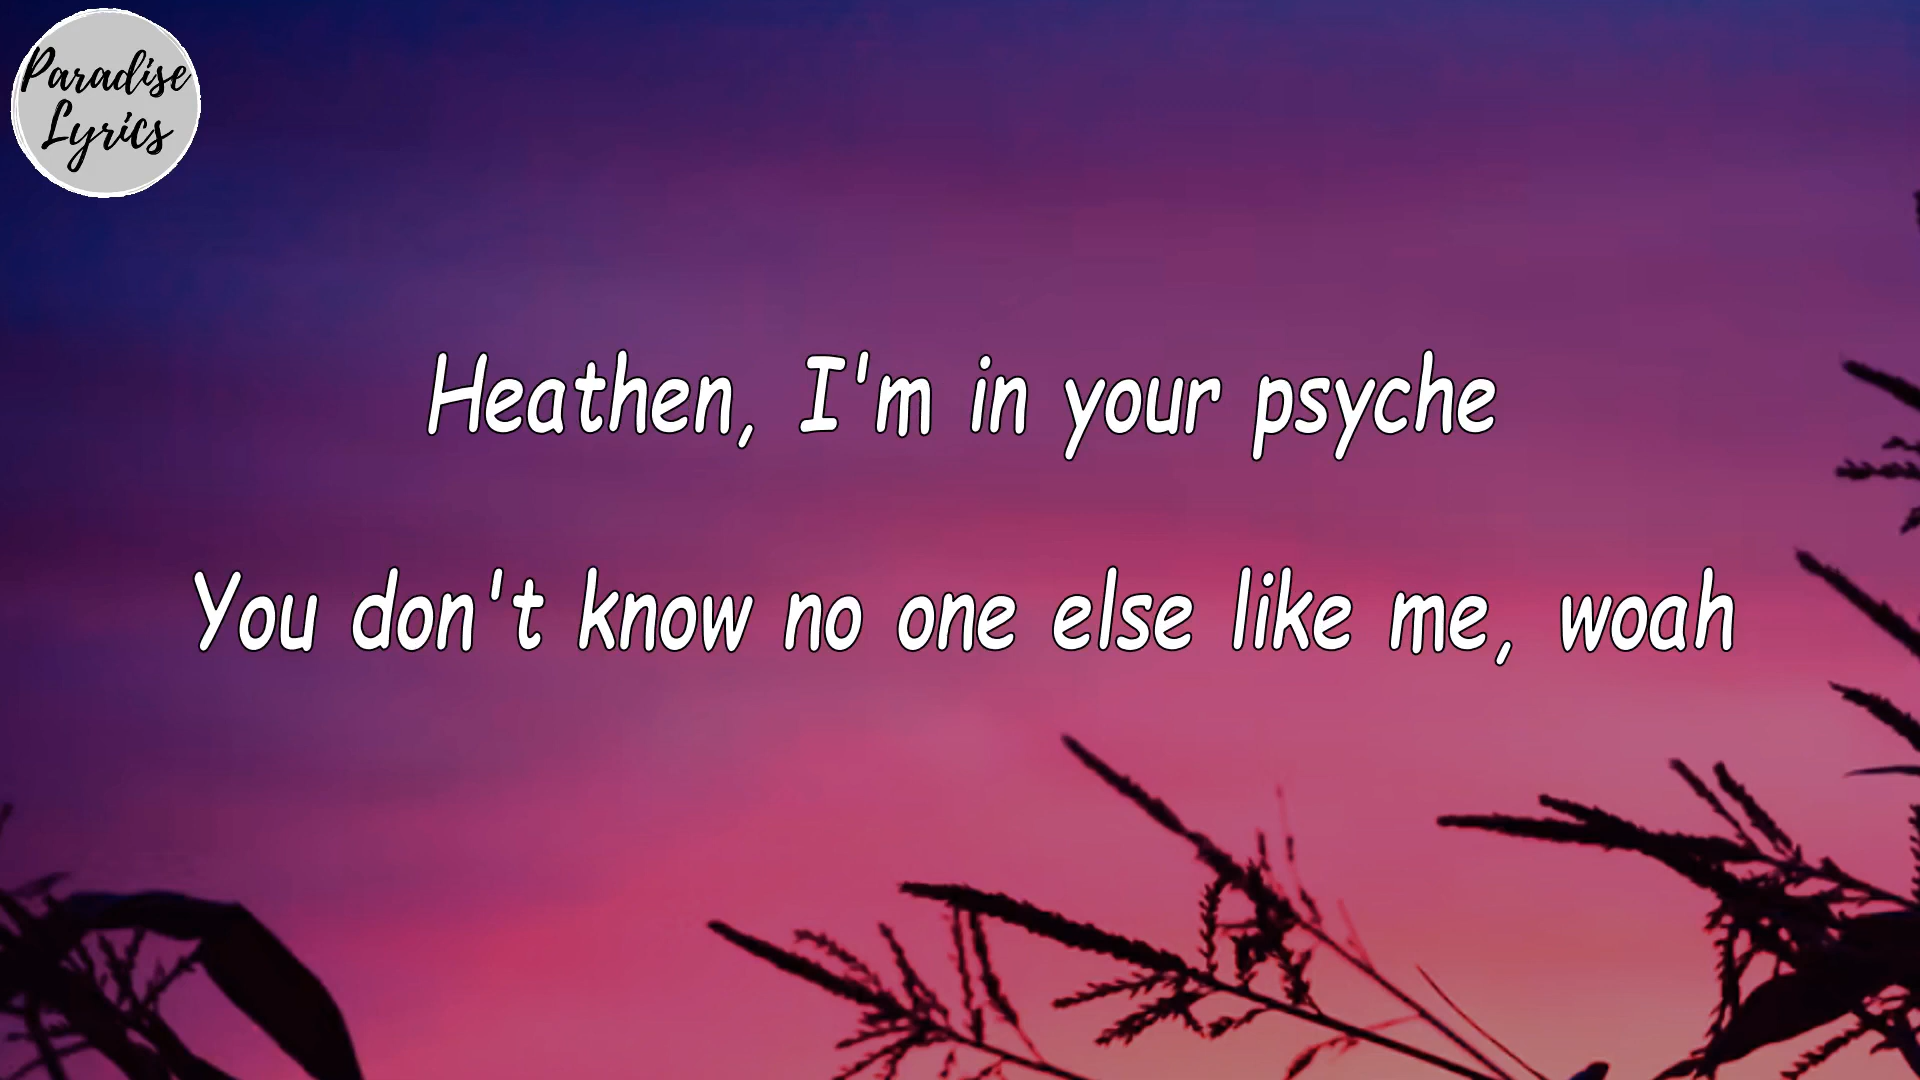 Paradise
Lyrics
Heathen, I'm in your psyche
You don't know no one else like me, woah